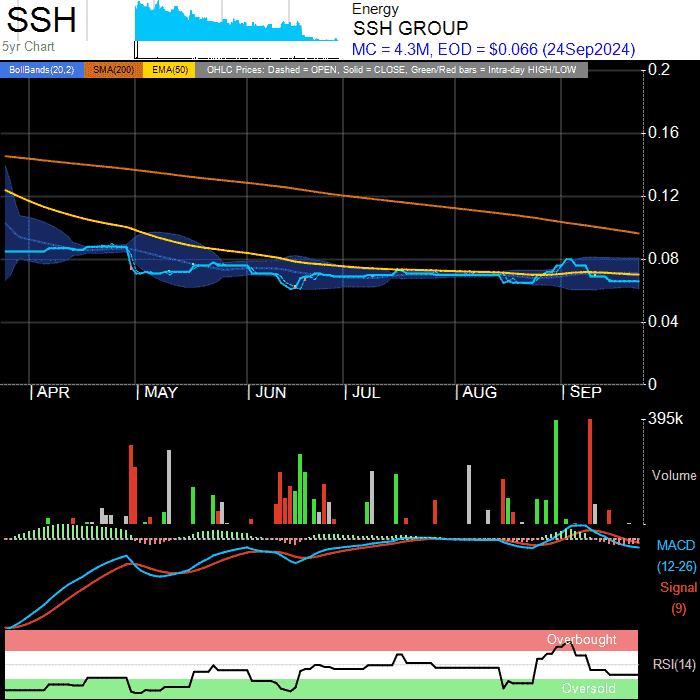 SSH
5yr Chart
Energy
SSH GROUP
MC = 4.3M, EOD = $0.066 (24Sep2024)
BollBands(20,2) SMA(200) EMA(50) OHLC Prices: Dashed = OPEN, Solid = CLOSE, Green/Red bars = Intra-day HIGH/LOW
0.2
0.16
0.12
0.08
0.04
0
APR MAY JUN JUL AUG SEP
395k
Volume
MACD
(12-26)
Signal
(9)
Overbought
RSI(14)
Oversold